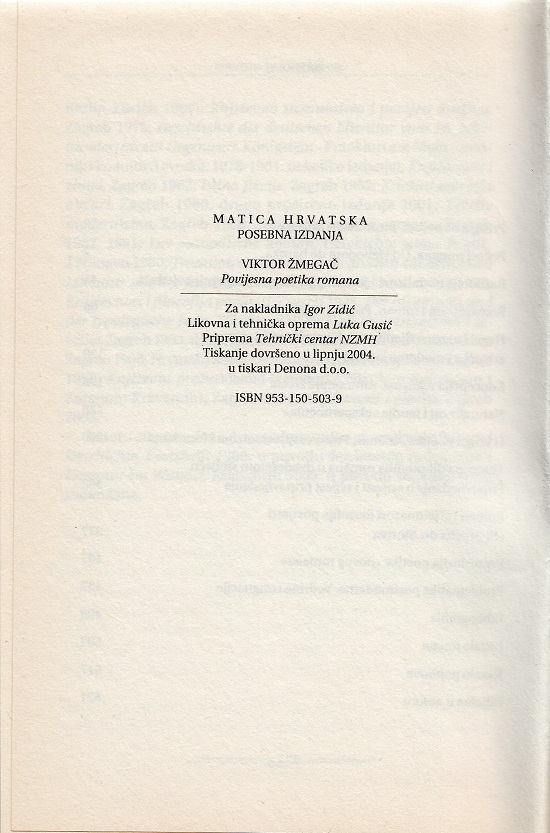 MATICA HRVATSKA
POSEBNA IZDANJA
VIKTOR ŽMEGAČ
Povijesna poetika romana
Za nakladnika Igor Zidić
Likovna i tehnička oprema Luka Gusić
Priprema Tehnički centar NZMH
Tiskanje dovršeno u lipnju 2004.
u tiskari Denona d.o.o.
ISBN 953-150-503-9